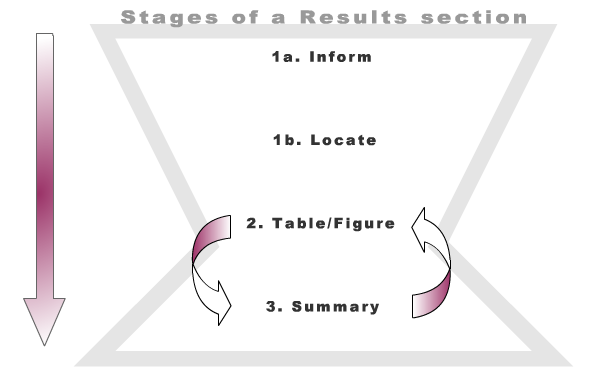 Stages of a Results section
1a. Inform
1b. Locate
2. Table/Figure
3. Summary